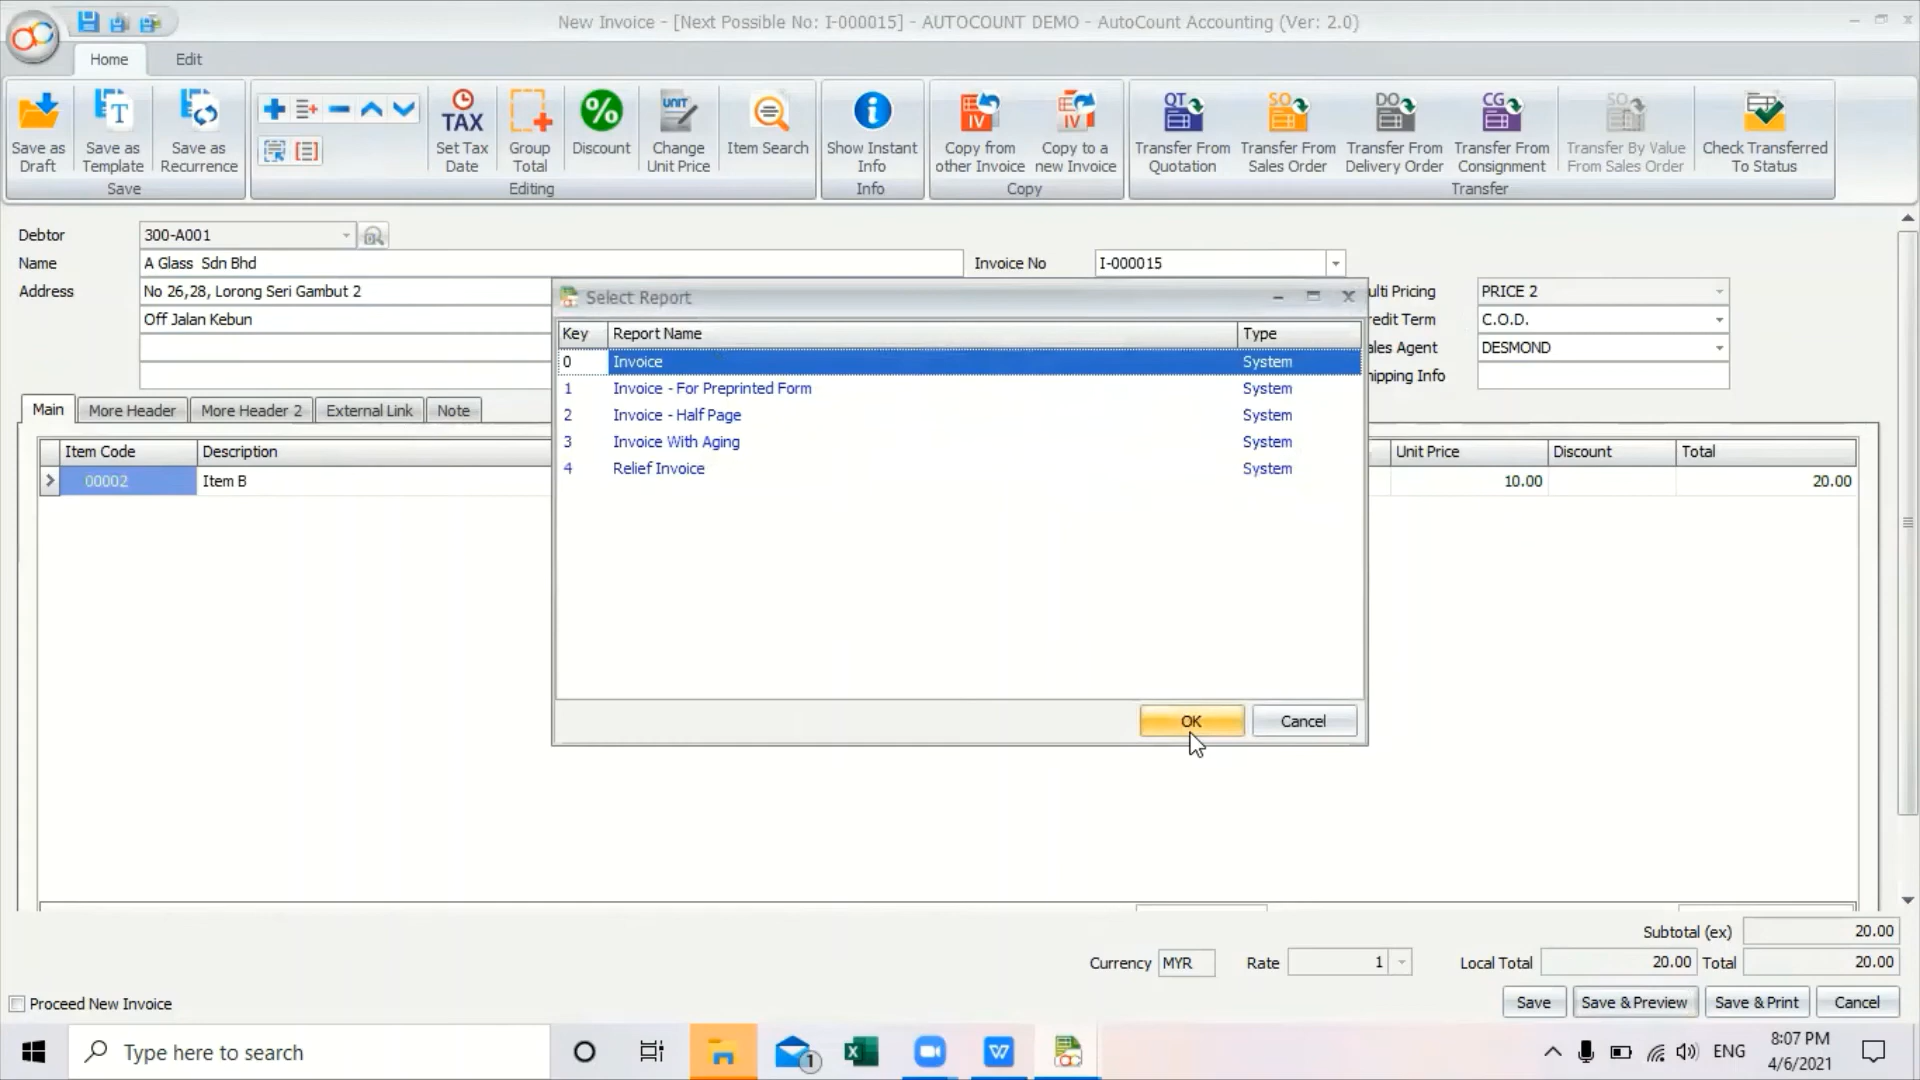 New Invoice - [Next Possible No: I-000015] - AUTOCOUNT DEMO - AutoCount Accounting (Ver: 2.0)
Home Edit
TAX UNIT QT SO DO CG SO
T IV IV
Save as Draft Save as Template Save as Recurrence Set Tax Date Group Total Discount Change Unit Price Item Search Show Instant Info Copy from other Invoice Copy to a new Invoice Transfer From Quotation Transfer From Sales Order Transfer From Delivery Order Transfer From Consignment Transfer By Value From Sales Order Check Transferred To Status
Save Editing Info Copy Transfer
Debtor 300-A001
Name A Glass Sdn Bhd Invoice No I-000015
Address No 26,28, Lorong Seri Gambut 2
Off Jalan Kebun
ulti Pricing PRICE 2
redit Term C.O.D.
ales Agent DESMOND
hipping Info
Select Report
Key Report Name Type
0 Invoice System
1 Invoice - For Preprinted Form System
2 Invoice - Half Page System
3 Invoice With Aging System
4 Relief Invoice System
OK Cancel
Main More Header More Header 2 External Link Note
Item Code Description Unit Price Discount Total
00002 Item B 10.00 20.00
Subtotal (ex) 20.00
Currency MYR Rate 1 Local Total 20.00 Total 20.00
Proceed New Invoice Save Save & Preview Save & Print Cancel
Type here to search
1
ENG
8:07 PM
4/6/2021